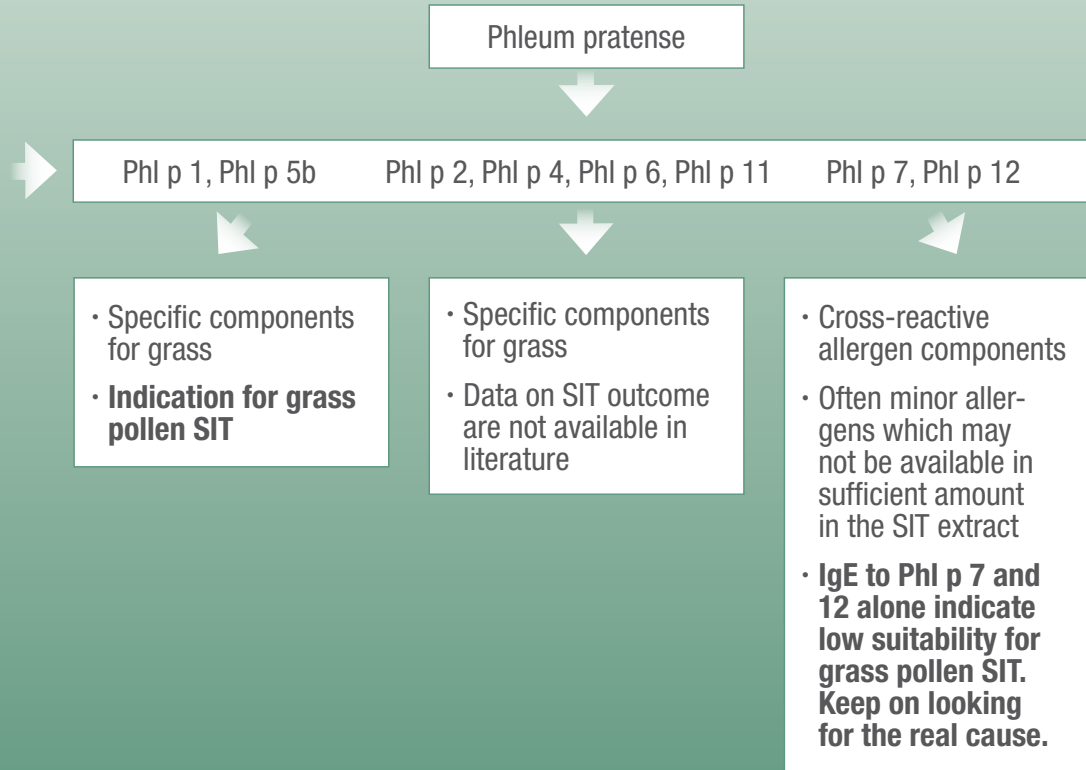 Phleum pratense
Phl p 1, Phl p 5b
Phl p 2, Phl p 4, Phl p 6, Phl p 11
Phl p 7, Phl p 12
· Specific components
for grass
· Indication for grass
pollen SIT
· Specific components
for grass
· Data on SIT outcome
are not available in
literature
· Cross-reactive
allergen components
· Often minor aller-
gens which may
not be available in
sufficient amount
in the SIT extract
· IgE to Phl p 7 and
12 alone indicate
low suitability for
grass pollen SIT.
Keep on looking
for the real cause.